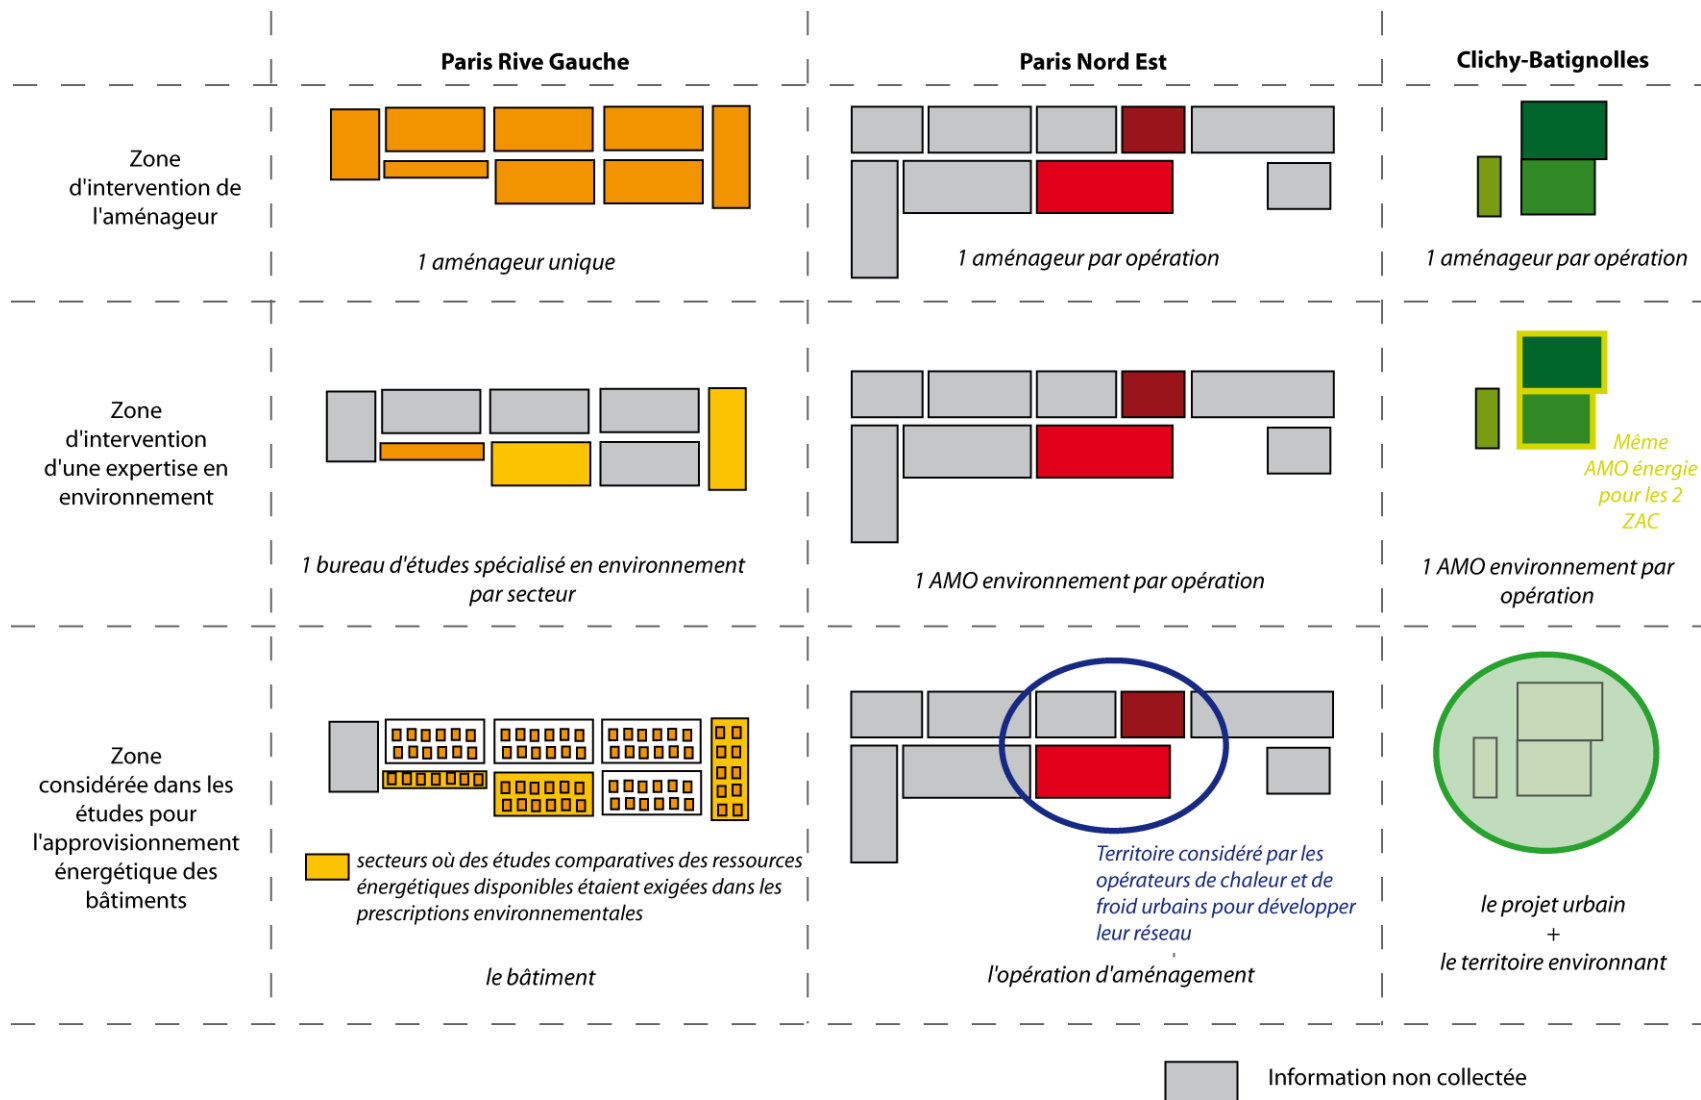 Paris Rive Gauche
Paris Nord Est
Clichy-Batignolles
Zone
d'intervention de
l'aménageur
1 aménageur unique
1 aménageur par opération
1 aménageur par opération
Zone
d'intervention
d'une expertise en
environnement
1 bureau d'études spécialisé en environnement
par secteur
1 AMO environnement par opération
Même
AMO énergie
pour les 2
ZAC
1 AMO environnement par
opération
Zone
considérée dans les
études pour
l'approvisionnement
énergétique des
bâtiments
secteurs où des études comparatives des ressources
énergétiques disponibles étaient exigées dans les
prescriptions environnementales
le bâtiment
Territoire considéré par les
opérateurs de chaleur et de
froid urbains pour développer
leur réseau
l'opération d'aménagement
le projet urbain
+
le territoire environnant
Information non collectée